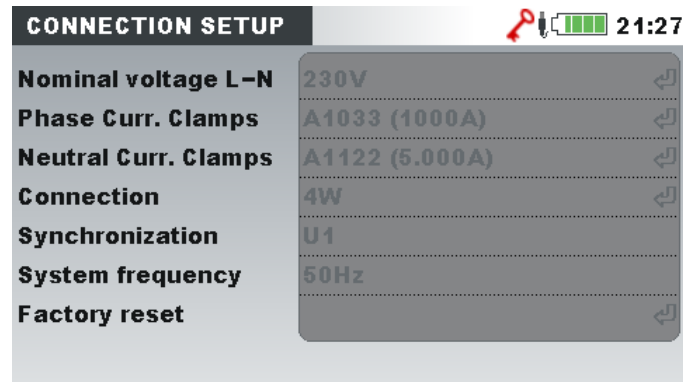 CONNECTION SETUP 21:27
Nominal voltage L-N 230V
Phase Curr. Clamps A1033 (1000A)
Neutral Curr. Clamps A1122 (5.000A)
Connection 4W
Synchronization U1
System frequency 50Hz
Factory reset